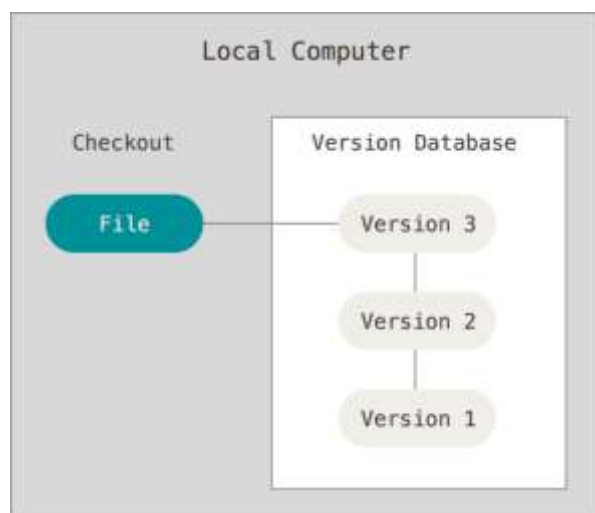 Local Computer
Checkout
Version Database
File
Version 3
Version 2
Version 1